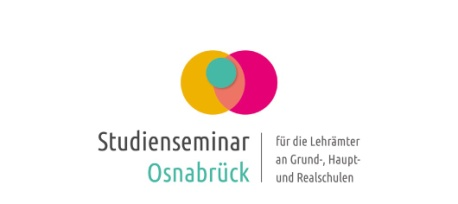 Studienseminar
Osnabrück
für die Lehrämter
an Grund-, Haupt-
und Realschulen